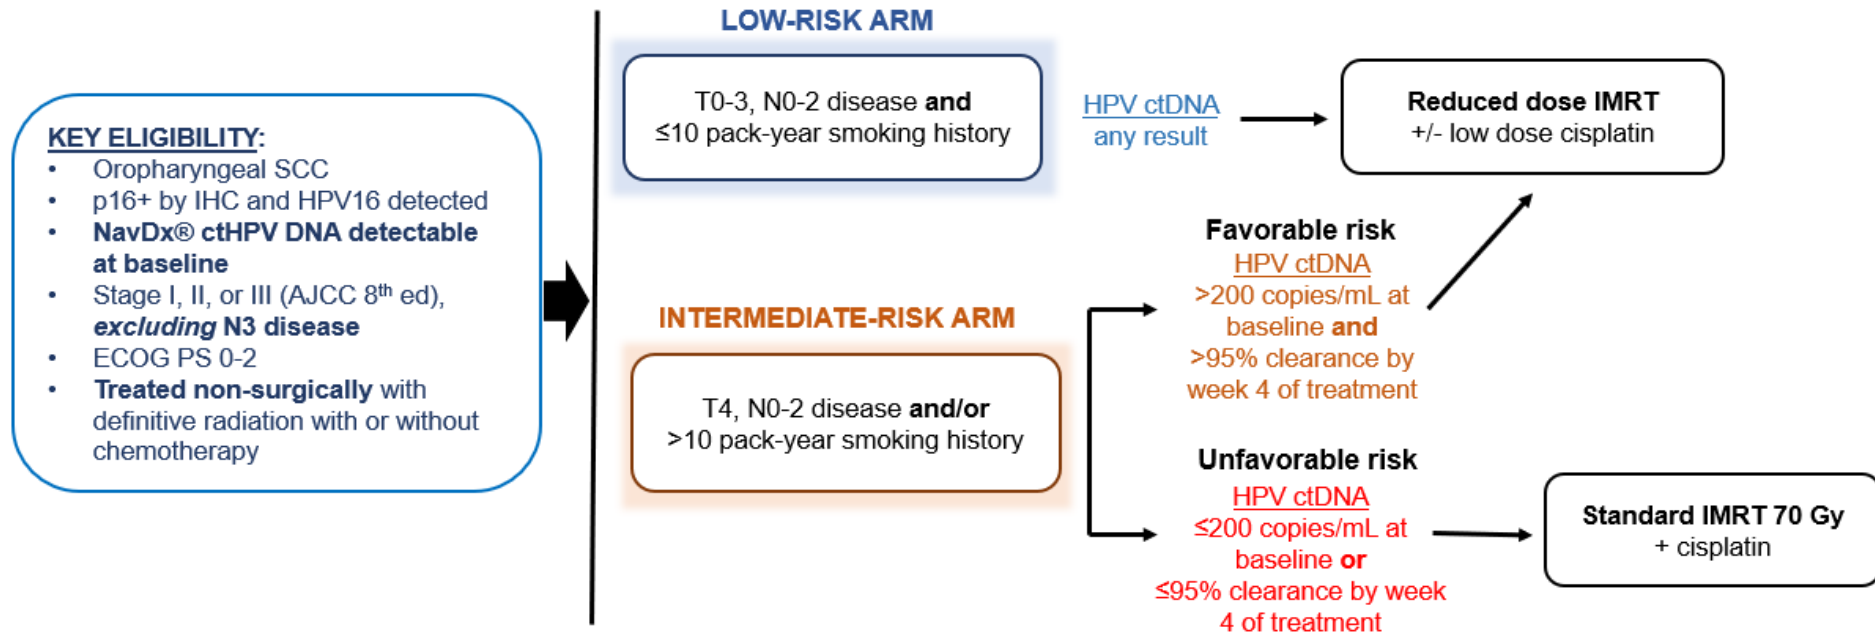 KEY ELIGIBILITY:
• Oropharyngeal SCC
• p16+ by IHC and HPV16 detected
• NavDx® ctHPV DNA detectable
at baseline
• Stage I, II, or III (AJCC 8th ed),
excluding N3 disease
• ECOG PS 0-2
• Treated non-surgically with
definitive radiation with or without
chemotherapy
LOW-RISK ARM
T0-3, N0-2 disease and
≤10 pack-year smoking history
HPV ctDNA
any result
Reduced dose IMRT
+/- low dose cisplatin
INTERMEDIATE-RISK ARM
T4, N0-2 disease and/or
>10 pack-year smoking history
Favorable risk
HPV ctDNA
>200 copies/mL at
baseline and
>95% clearance by
week 4 of treatment
Unfavorable risk
HPV ctDNA
≤200 copies/mL at
baseline or
≤95% clearance by week
4 of treatment
Standard IMRT 70 Gy
+ cisplatin